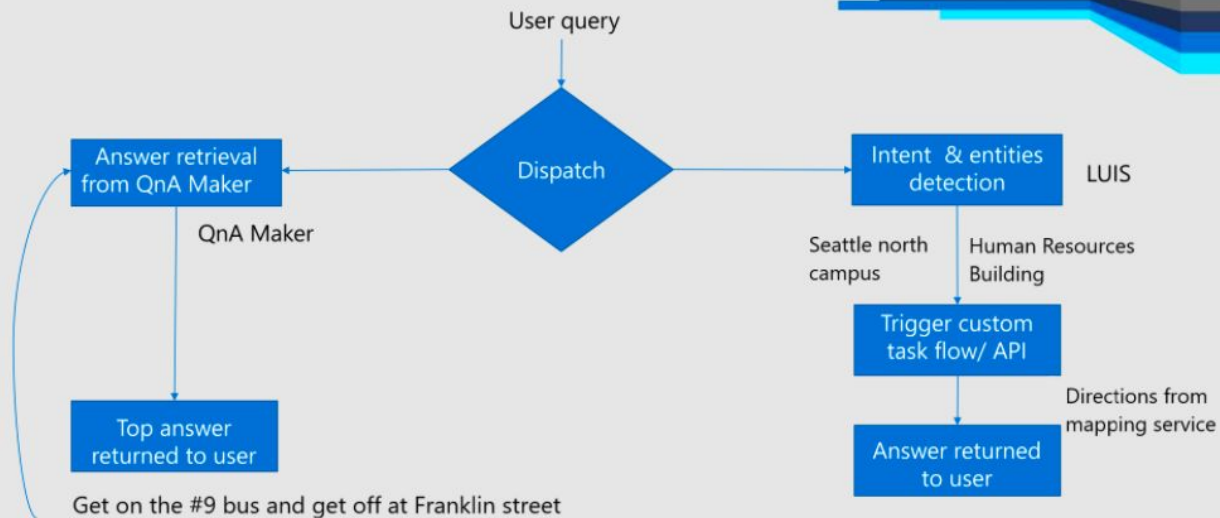 User query
Dispatch
Answer retrieval
from QnA Maker
QnA Maker
Top answer
returned to user
Get on the #9 bus and get off at Franklin street
Intent & entities
detection
LUIS
Seattle north
campus
Human Resources
Building
Trigger custom
task flow/ API
Directions from
mapping service
Answer returned
to user